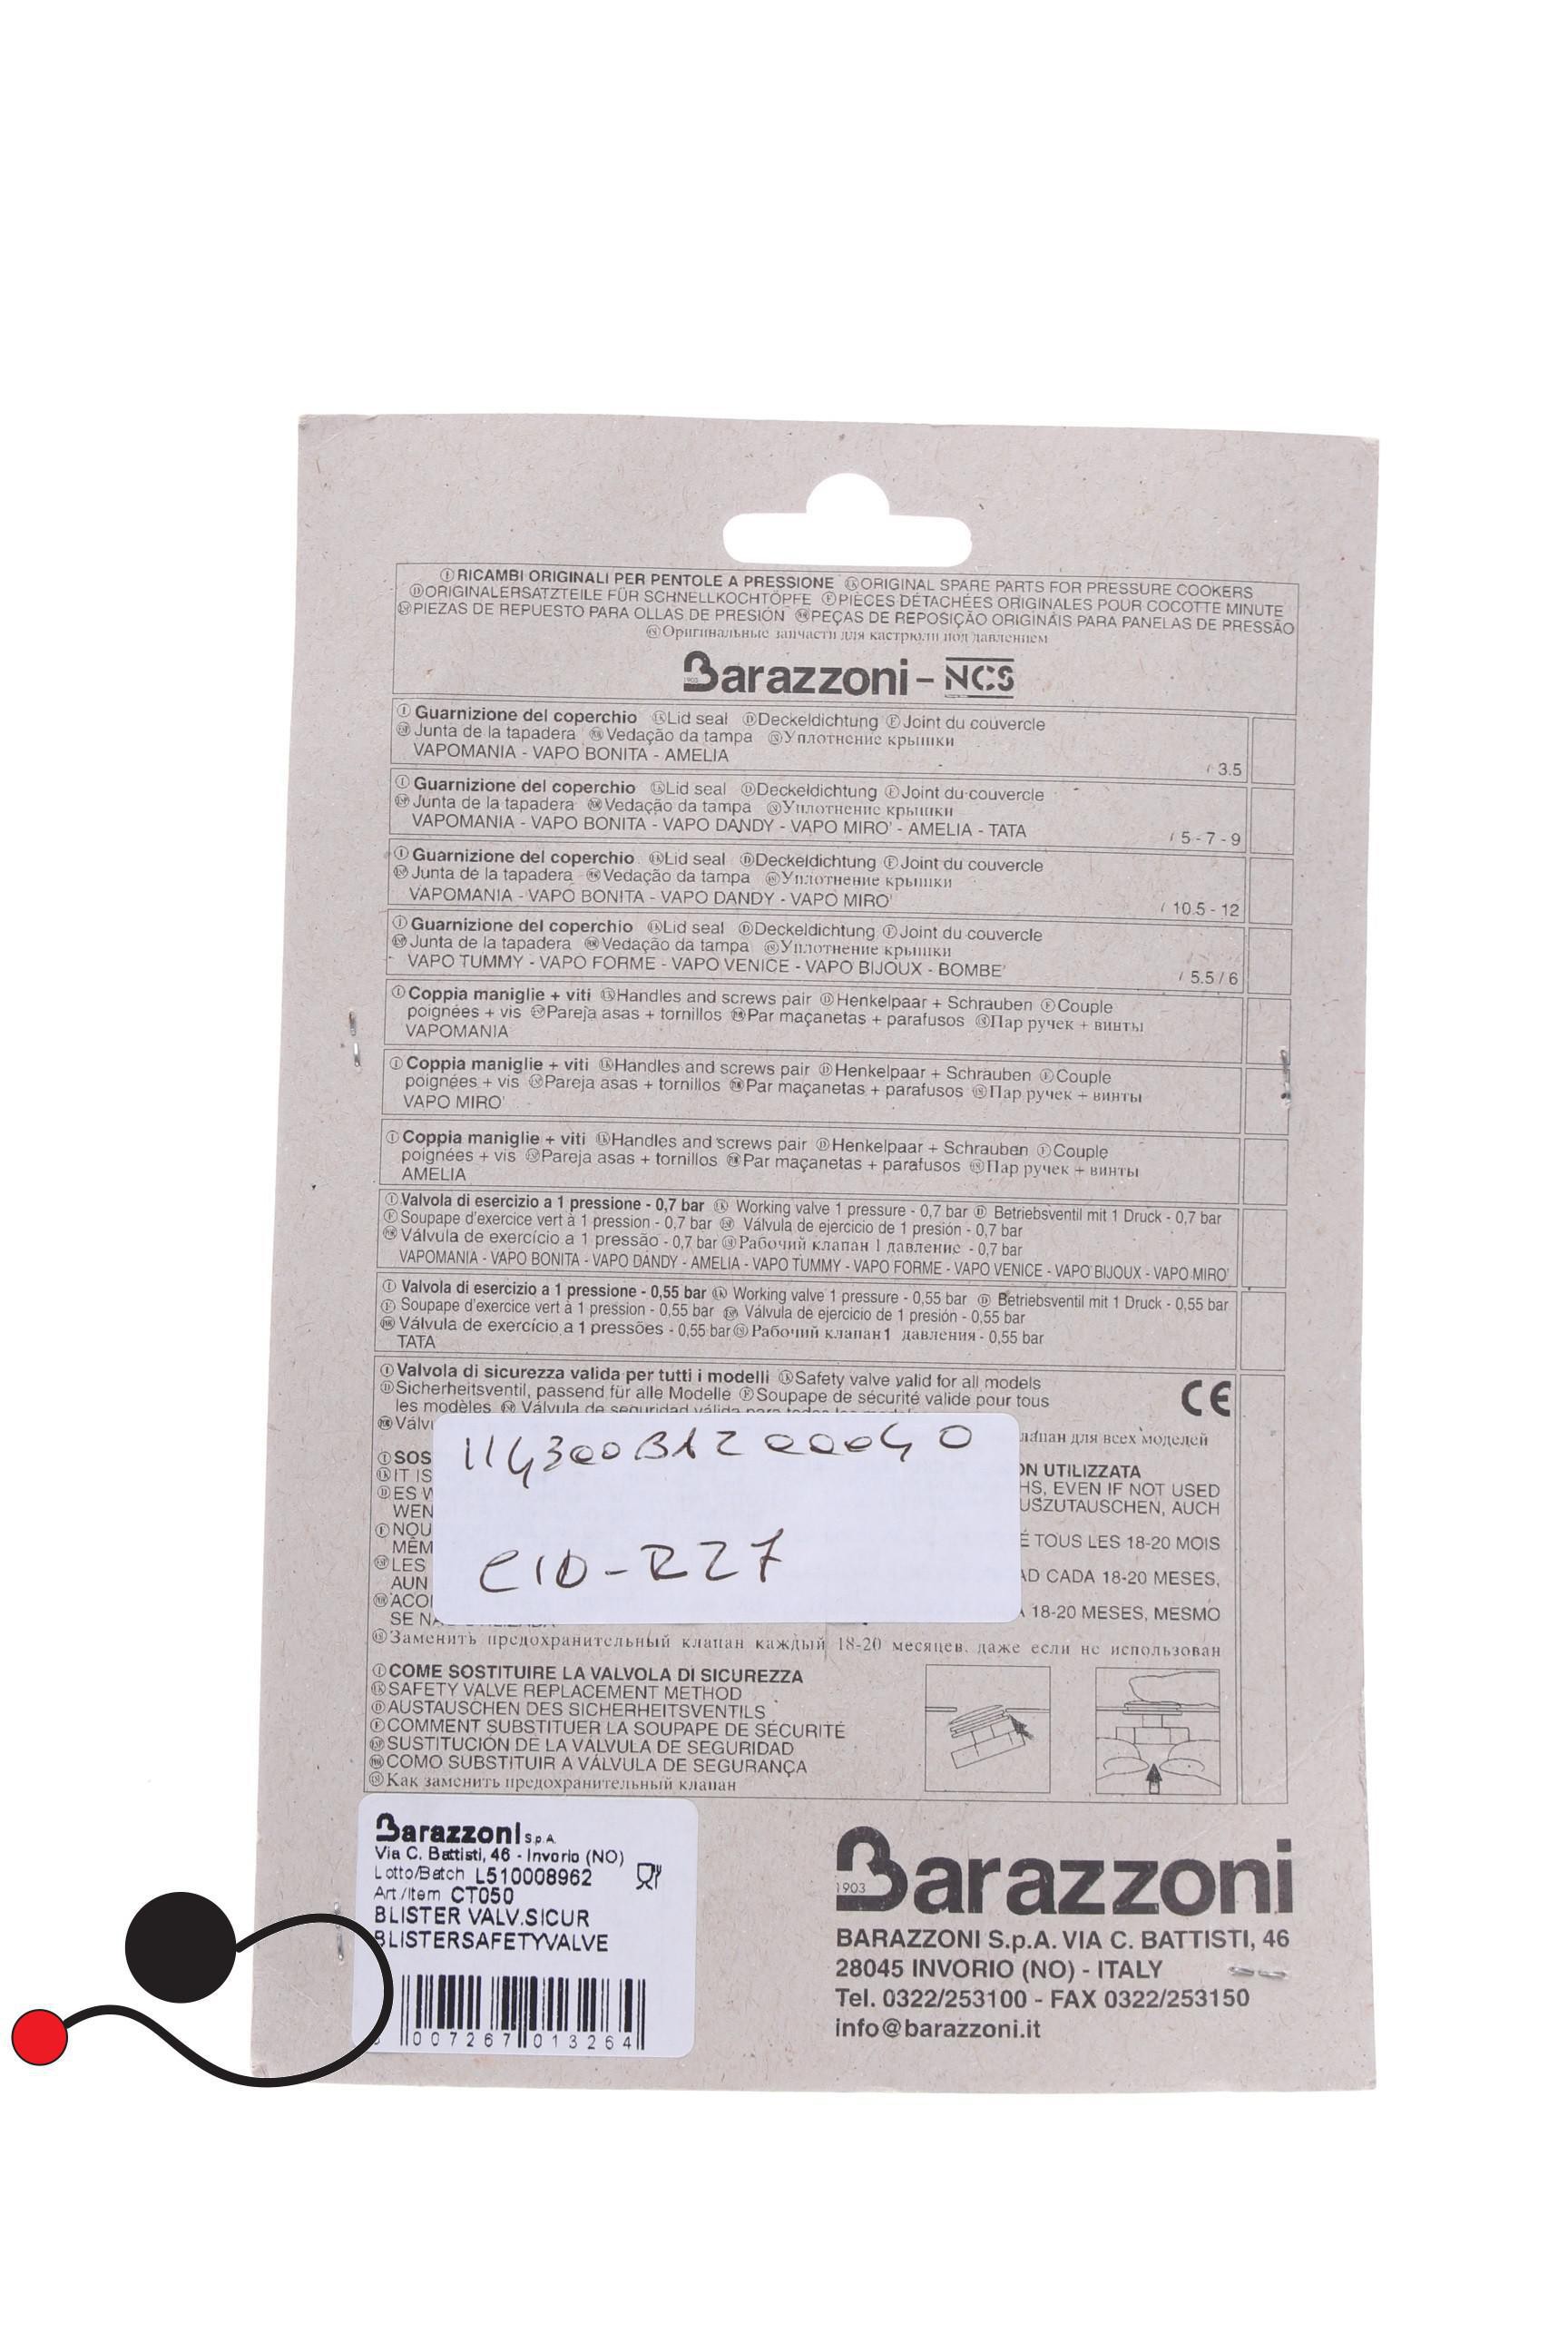 Ⓘ RICAMBI ORIGINALI PER PENTOLE A PRESSIONE ORIGINAL SPARE PARTS FOR PRESSURE COOKERS
Ⓓ ORIGINALERSATZTEILE FÜR SCHNELLKOCHTÖPFE Ⓕ PIÈCES DÉTACHÉES ORIGINALES POUR COCOTTE MINUTE
PIEZAS DE REPUESTO PARA OLLAS DE PRESIÓN PEÇAS DE REPOSIÇÃO ORIGINAIS PARA PANELAS DE PRESSÃO
Оригинальные запчасти для кастрюли под давлением
Barazzoni - NCS
1903
Ⓘ Guarnizione del coperchio Lid seal Ⓓ Deckeldichtung Ⓕ Joint du couvercle
Junta de la tapadera Vedação da tampa Уплотнение крышки
VAPOMANIA - VAPO BONITA - AMELIA
l 3.5
Ⓘ Guarnizione del coperchio Lid seal Ⓓ Deckeldichtung Ⓕ Joint du couvercle
Junta de la tapadera Vedação da tampa Уплотнение крышки
VAPOMANIA - VAPO BONITA - VAPO DANDY - VAPO MIRO' - AMELIA - TATA
l 5 - 7 - 9
Ⓘ Guarnizione del coperchio Lid seal Ⓓ Deckeldichtung Ⓕ Joint du couvercle
Junta de la tapadera Vedação da tampa Уплотнение крышки
VAPOMANIA - VAPO BONITA - VAPO DANDY - VAPO MIRO'
l 10.5 - 12
Ⓘ Guarnizione del coperchio Lid seal Ⓓ Deckeldichtung Ⓕ Joint du couvercle
Junta de la tapadera Vedação da tampa Уплотнение крышки
VAPO TUMMY - VAPO FORME - VAPO VENICE - VAPO BIJOUX - BOMBE'
l 5.5 / 6
Ⓘ Coppia maniglie + viti Handles and screws pair Ⓓ Henkelpaar + Schrauben Ⓕ Couple
poignées + vis Pareja asas + tornillos Par maçanetas + parafusos Пар ручек + винты
VAPOMANIA
Ⓘ Coppia maniglie + viti Handles and screws pair Ⓓ Henkelpaar + Schrauben Ⓕ Couple
poignées + vis Pareja asas + tornillos Par maçanetas + parafusos Пар ручек + винты
VAPO MIRO'
Ⓘ Coppia maniglie + viti Handles and screws pair Ⓓ Henkelpaar + Schrauben Ⓕ Couple
poignées + vis Pareja asas + tornillos Par maçanetas + parafusos Пар ручек + винты
AMELIA
Ⓘ Valvola di esercizio a 1 pressione - 0,7 bar Working valve 1 pressure - 0,7 bar Ⓓ Betriebsventil mit 1 Druck - 0,7 bar
Ⓕ Soupape d'exercice vert à 1 pression - 0,7 bar Válvula de ejercicio de 1 presión - 0,7 bar
Válvula de exercício a 1 pressão - 0,7 bar Рабочий клапан 1 давление - 0,7 bar
VAPOMANIA - VAPO BONITA - VAPO DANDY - AMELIA - VAPO TUMMY - VAPO FORME - VAPO VENICE - VAPO BIJOUX - VAPO MIRO'
Ⓘ Valvola di esercizio a 1 pressione - 0,55 bar Working valve 1 pressure - 0,55 bar Ⓓ Betriebsventil mit 1 Druck - 0,55 bar
Ⓕ Soupape d'exercice vert à 1 pression - 0,55 bar Válvula de ejercicio de 1 presión - 0,55 bar
Válvula de exercício a 1 pressões - 0,55 bar Рабочий клапан 1 давления - 0,55 bar
TATA
Ⓘ Valvola di sicurezza valida per tutti i modelli Safety valve valid for all models
Ⓓ Sicherheitsventil, passend für alle Modelle Ⓕ Soupape de sécurité valide pour tous
les modèles Válvula de seguridad válida para
CE
для всех моделей
114300B12000040
C10-R27
Ⓘ SOS
UTILIZZATA
IT IS
HS, EVEN IF NOT USED
Ⓓ ES
USZUTAUSCHEN, AUCH
WEN
Ⓕ NOU
É TOUS LES 18-20 MOIS
MÊM
LES
AD CADA 18-20 MESES,
AUN
ACO
18-20 MESES, MESMO
SE
Заменить предохранительный клапан каждый 18-20 месяцев, даже если не использован
Ⓘ COME SOSTITUIRE LA VALVOLA DI SICUREZZA
SAFETY VALVE REPLACEMENT METHOD
Ⓓ AUSTAUSCHEN DES SICHERHEITSVENTILS
Ⓕ COMMENT SUBSTITUER LA SOUPAPE DE SÉCURITÉ
SUSTITUCIÓN DE LA VÁLVULA DE SEGURIDAD
COMO SUBSTITUIR A VÁLVULA DE SEGURANÇA
Как заменить предохранительный клапан
Barazzoni S.p.A.
Via C. Battisti, 46 - Invorio (NO)
Lotto/Batch L510008962
Art./Item CT050
BLISTER VALV.SICUR
BLISTERSAFETYVALVE
007267 013264
Barazzoni
1903
BARAZZONI S.p.A. VIA C. BATTISTI, 46
28045 INVORIO (NO) - ITALY
Tel. 0322/253100 - FAX 0322/253150
info@barazzoni.it